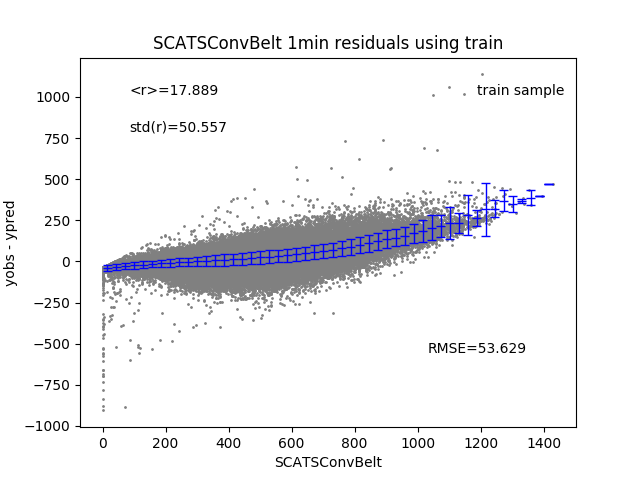 SCATSConvBelt 1min residuals using train
<r>=17.889
train sample
std(r)=50.557
RMSE=53.629
yobs - ypred
1000
750
500
250
0
−250
−500
−750
−1000
0 200 400 600 800 1000 1200 1400
SCATSConvBelt